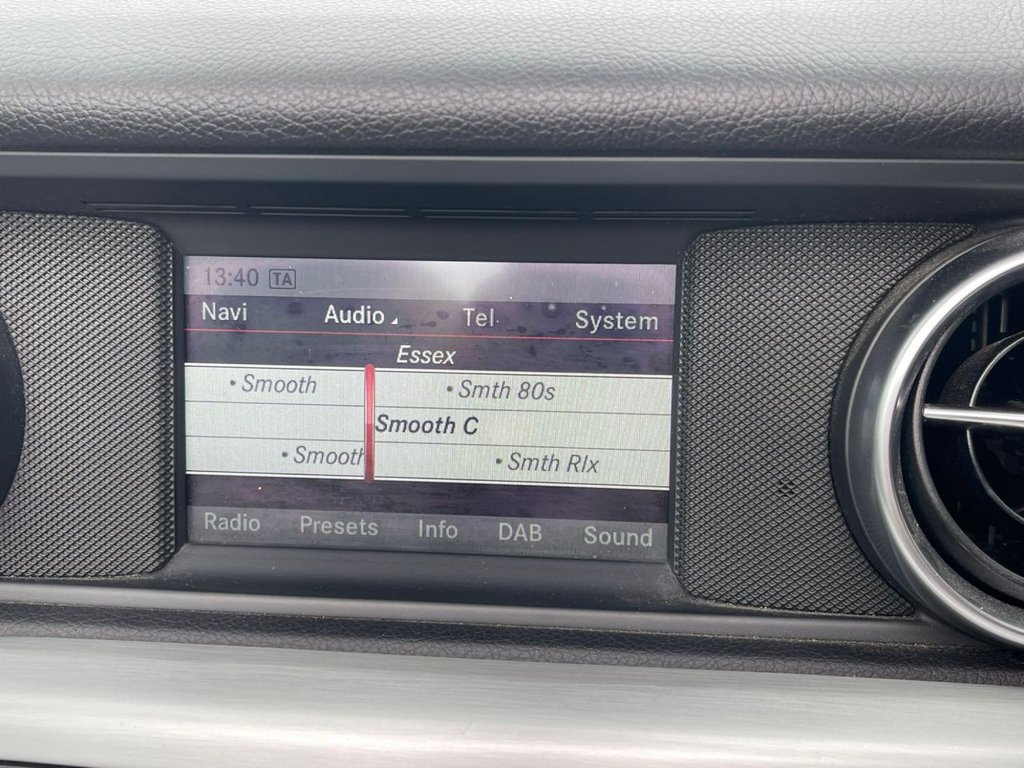 13:40 TA
Navi Audio Tel System
Essex
• Smooth • Smth 80s
Smooth C
• Smooth • Smth Rlx
Radio Presets Info DAB Sound